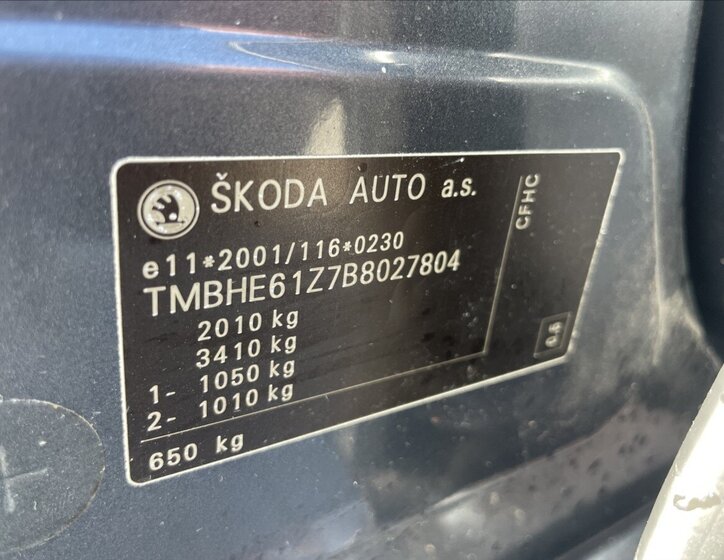 ŠKODA AUTO a.s.
CFHC
e11*2001/116*0230
TMBHE61Z7B8027804
2010 kg
3410 kg
1- 1050 kg
2- 1010 kg
650 kg